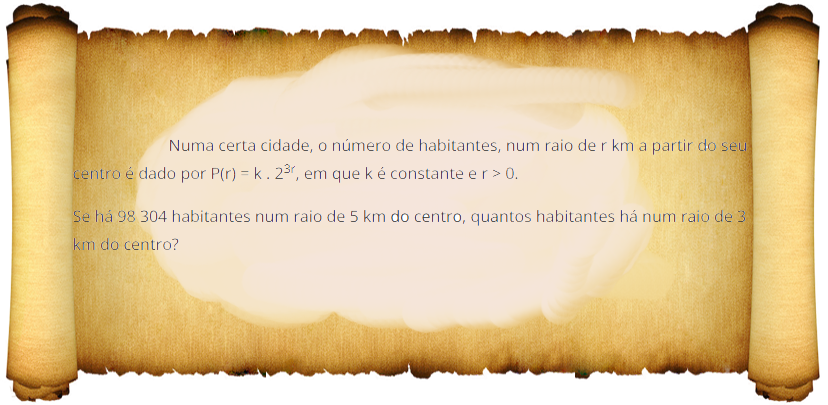 Numa certa cidade, o número de habitantes, num raio de r km a partir do seu
centro é dado por P(r) = k . 2³ʳ, em que k é constante e r > 0.
Se há 98 304 habitantes num raio de 5 km do centro, quantos habitantes há num raio de 3
km do centro?